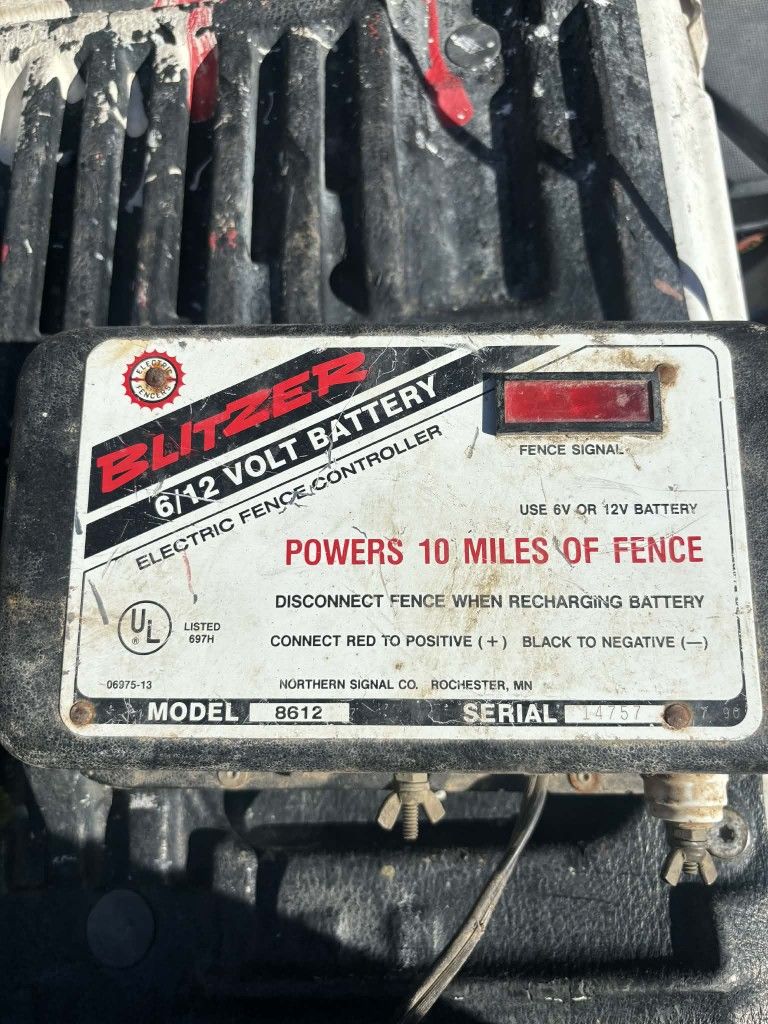 ELECTRIC
FENCERS
BLITZER
6/12 VOLT BATTERY
ELECTRIC FENCE CONTROLLER
FENCE SIGNAL
USE 6V OR 12V BATTERY
POWERS 10 MILES OF FENCE
DISCONNECT FENCE WHEN RECHARGING BATTERY
UL ® LISTED
697H
CONNECT RED TO POSITIVE (+) BLACK TO NEGATIVE (—)
06975-13 NORTHERN SIGNAL CO. ROCHESTER, MN
MODEL 8612 SERIAL 14757